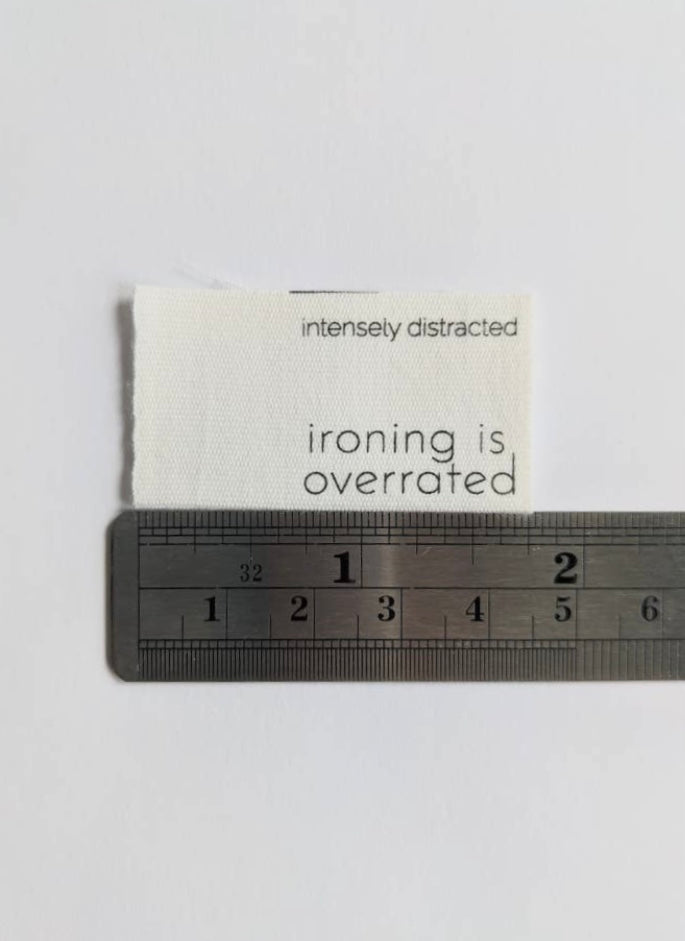 intensely distracted
ironing is
overrated
32 1 2
1 2 3 4 5 6